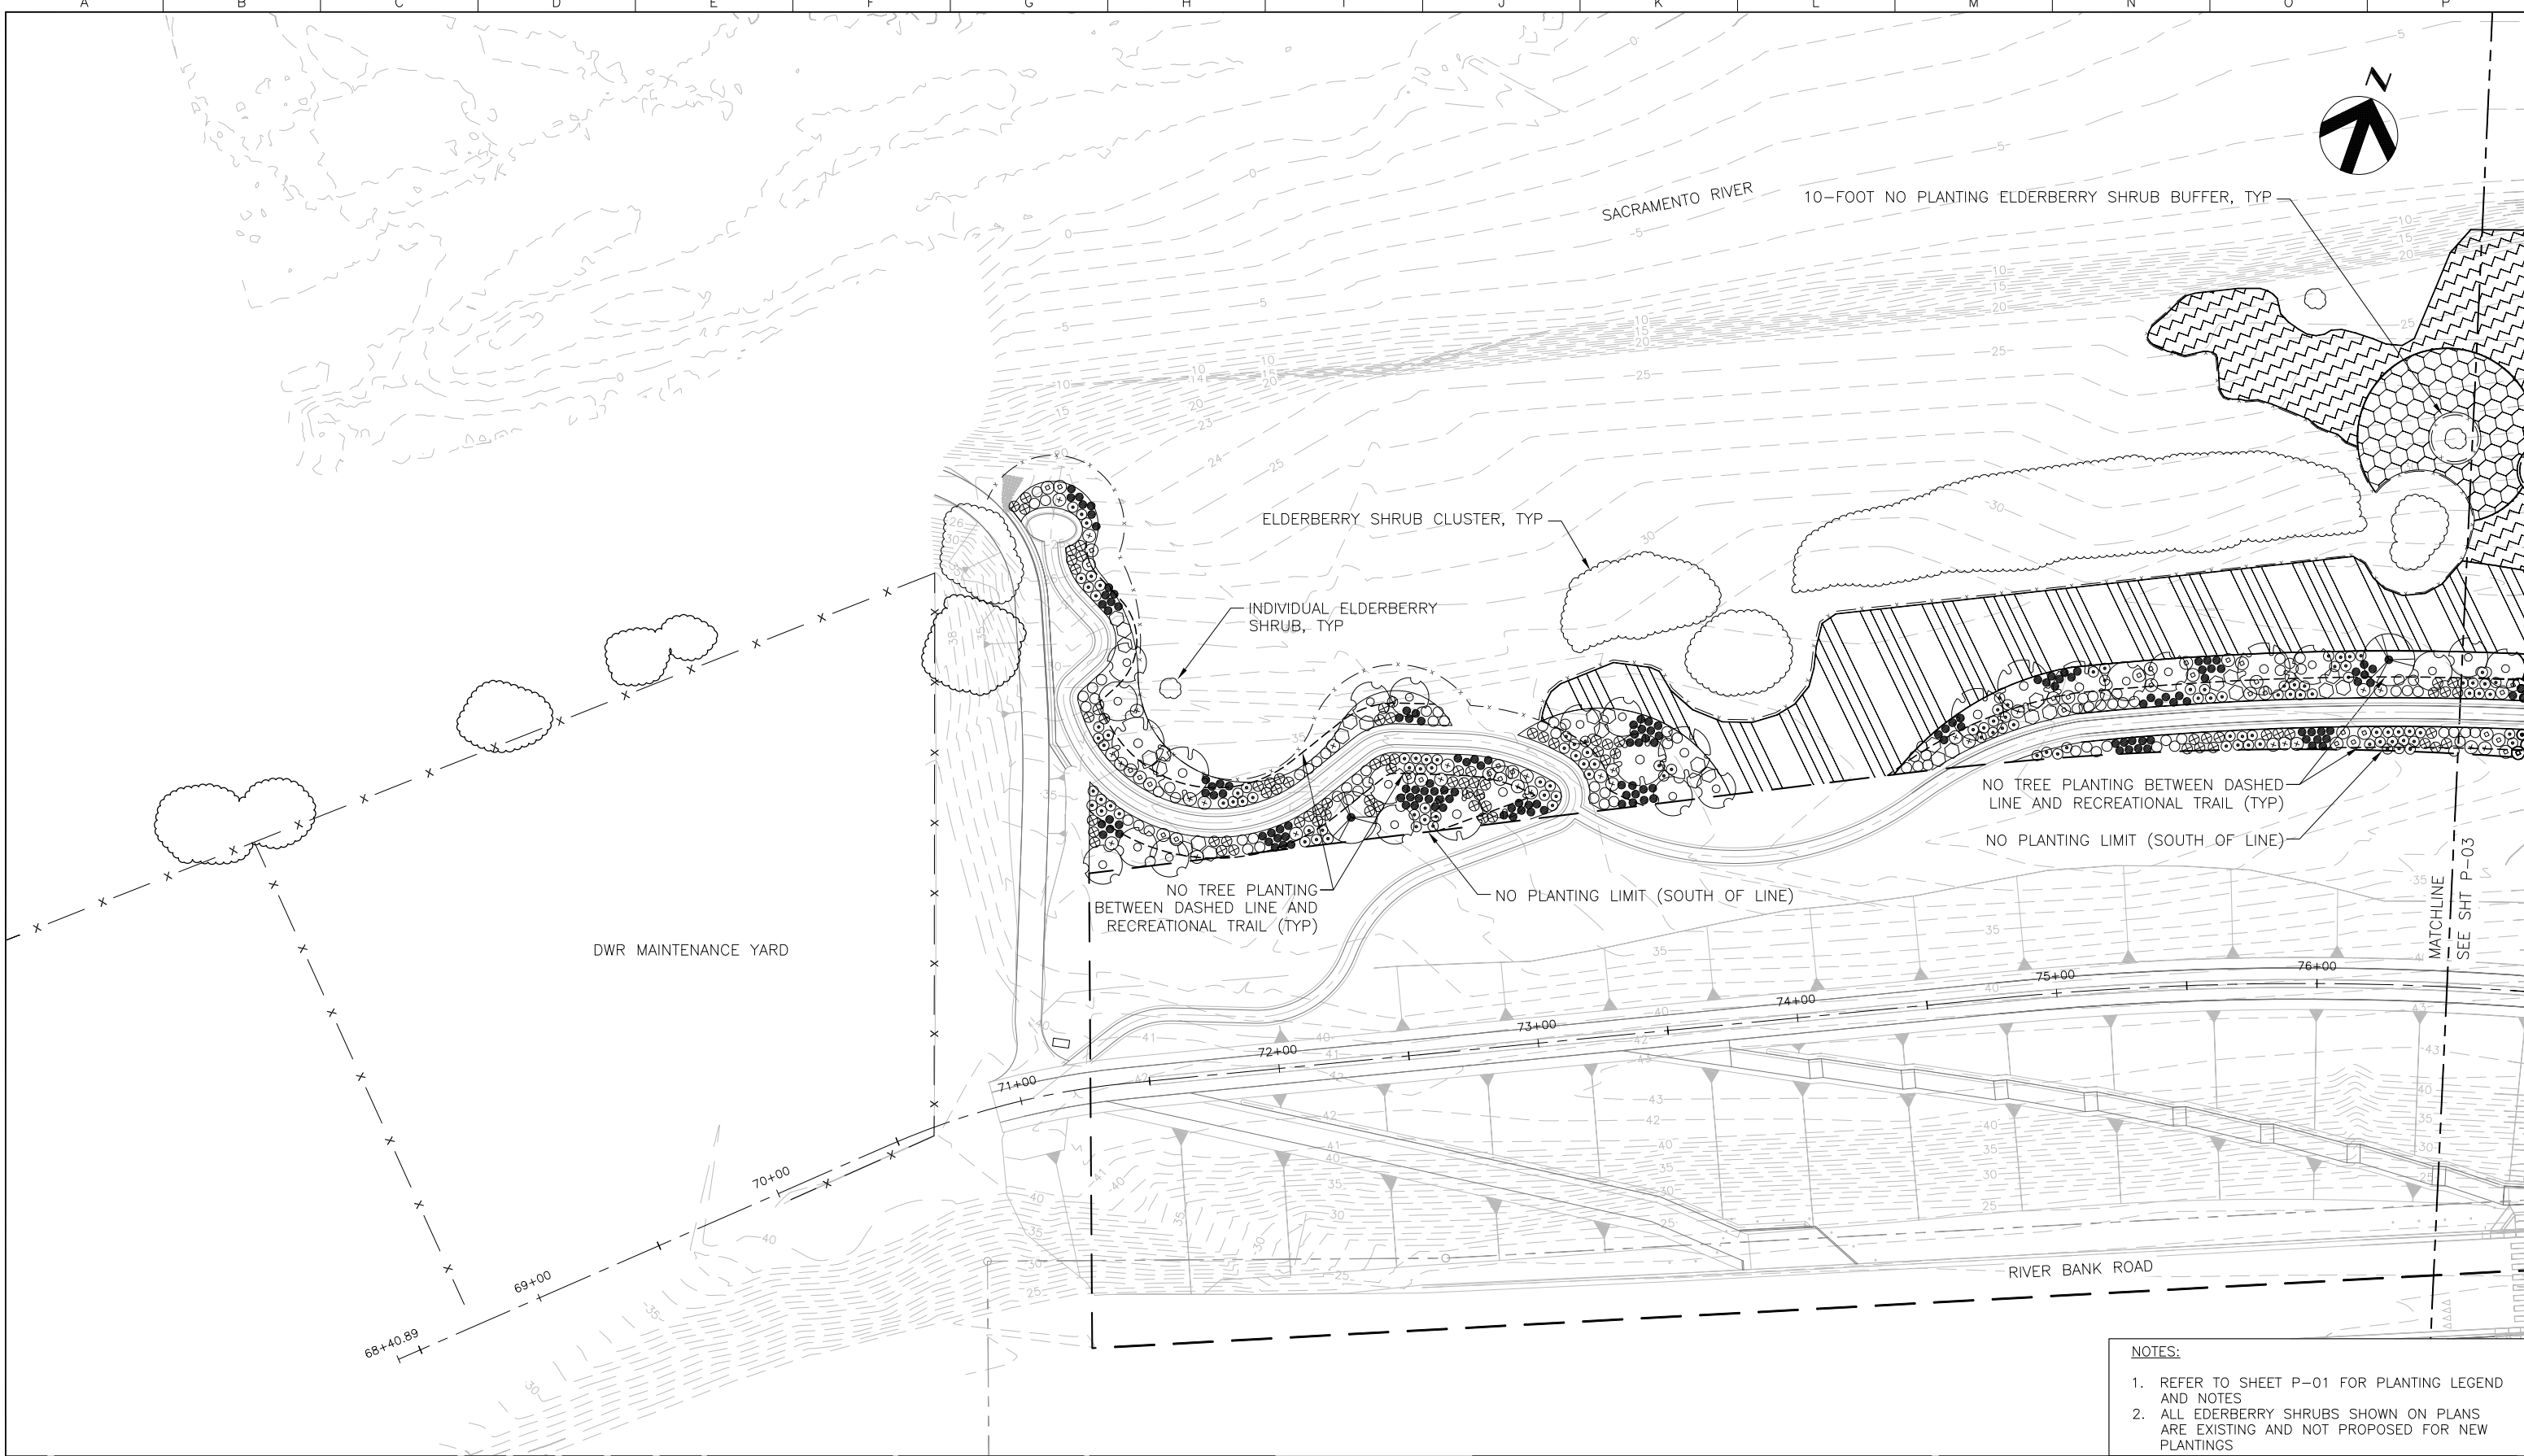 A B C D E F G H I J K L M N O P
N
SACRAMENTO RIVER
10-FOOT NO PLANTING ELDERBERRY SHRUB BUFFER, TYP
ELDERBERRY SHRUB CLUSTER, TYP
INDIVIDUAL ELDERBERRY
SHRUB, TYP
NO TREE PLANTING BETWEEN DASHED
LINE AND RECREATIONAL TRAIL (TYP)
NO PLANTING LIMIT (SOUTH OF LINE)
NO TREE PLANTING
BETWEEN DASHED LINE AND
RECREATIONAL TRAIL (TYP)
NO PLANTING LIMIT (SOUTH OF LINE)
MATCHLINE
SEE SHT P-03
DWR MAINTENANCE YARD
68+40.89
69+00
70+00
71+00
72+00
73+00
74+00
75+00
76+00
RIVER BANK ROAD
NOTES:
1. REFER TO SHEET P-01 FOR PLANTING LEGEND
AND NOTES
2. ALL EDERBERRY SHRUBS SHOWN ON PLANS
ARE EXISTING AND NOT PROPOSED FOR NEW
PLANTINGS